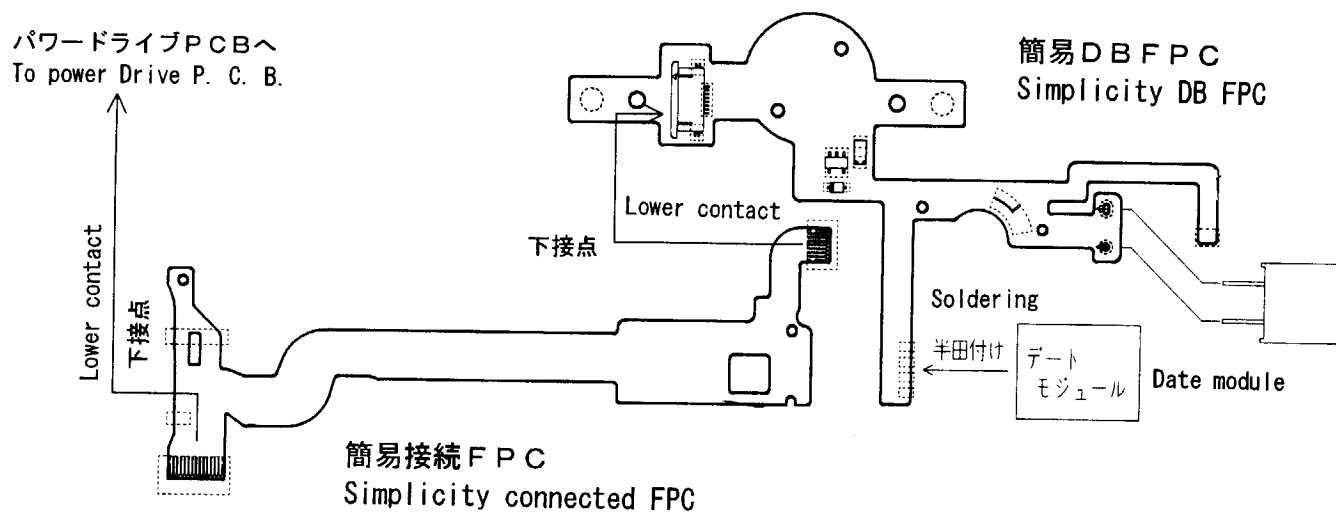 パワードライブPCBへ
To power Drive P. C. B.
Lower contact
下接点
簡易DBFPC
Simplicity DB FPC
Lower contact
下接点
Soldering
半田付け
デート
モジュール
Date module
簡易接続FPC
Simplicity connected FPC